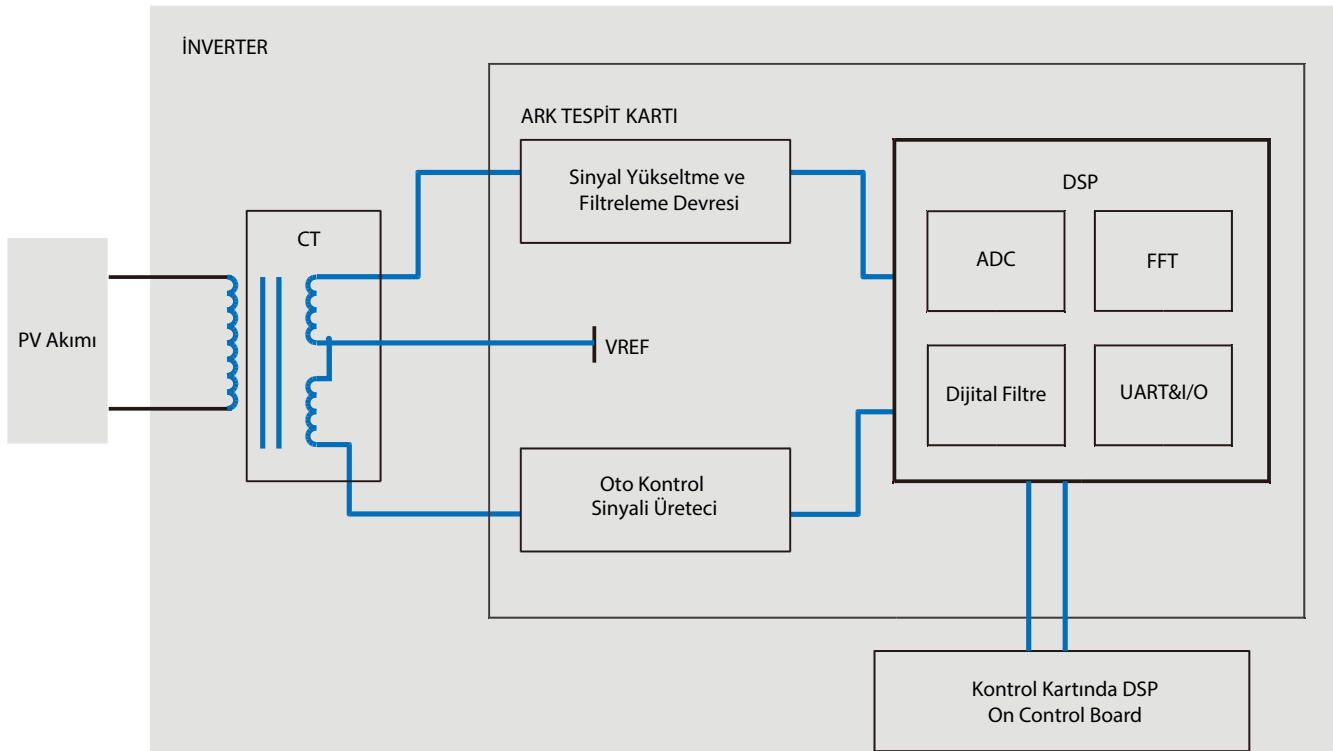 İNVERTER
ARK TESPİT KARTI
Sinyal Yükseltme ve
Filtreleme Devresi
DSP
CT
ADC
FFT
PV Akımı
VREF
Dijital Filtre
UART&I/O
Oto Kontrol
Sinyali Üreteci
Kontrol Kartında DSP
On Control Board